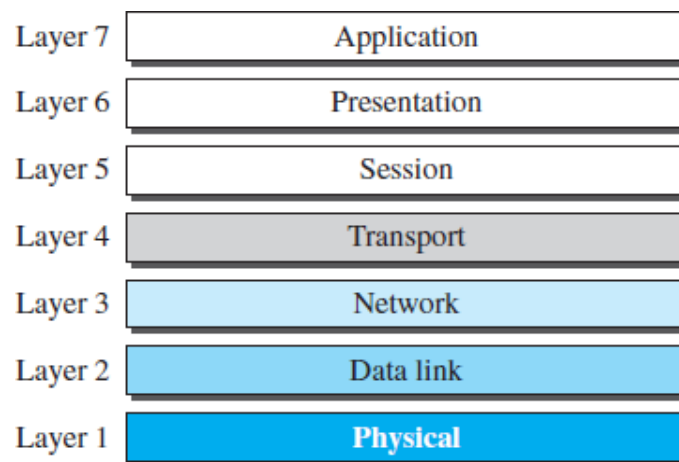 Layer 7 Application
Layer 6 Presentation
Layer 5 Session
Layer 4 Transport
Layer 3 Network
Layer 2 Data link
Layer 1 Physical